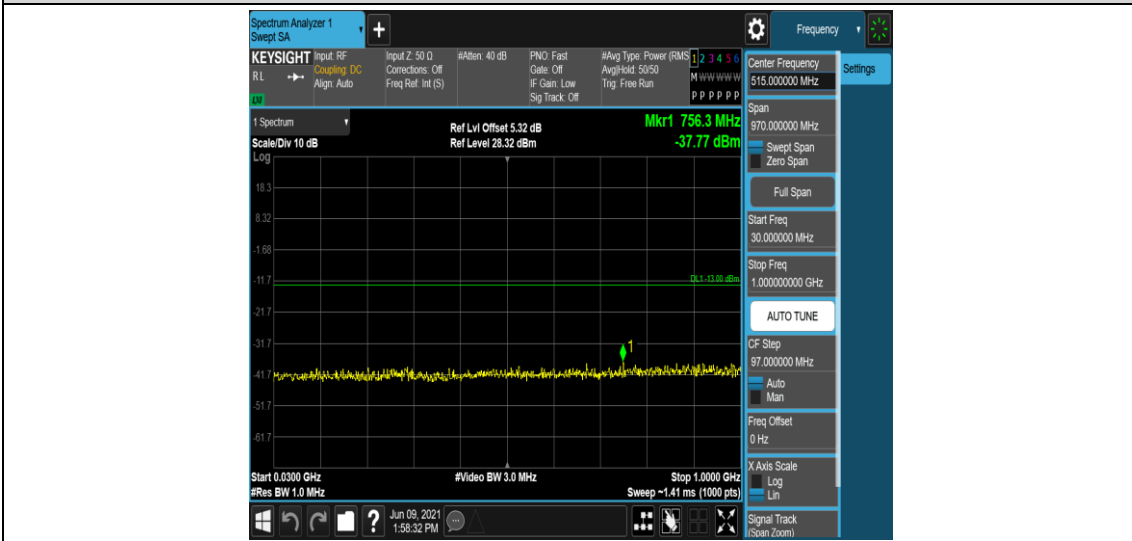 Spectrum Analyzer 1
Swept SA
+
Frequency
KEYSIGHT
Input: RF
Coupling: DC
Align: Auto
Input Z: 50 Ω
Corrections: Off
Freq Ref: Int (S)
#Atten: 40 dB
PNO: Fast
Gate: Off
IF Gain: Low
Sig Track: Off
#Avg Type: Power (RMS
Avg|Hold: 50/50
Trig: Free Run
1 2 3 4 5 6
M W W W W W
P P P P P P
R L
Center Frequency
515.000000 MHz
Settings
Span
970.000000 MHz
Swept Span
Zero Span
Full Span
Start Freq
30.000000 MHz
Stop Freq
1.000000000 GHz
AUTO TUNE
CF Step
97.000000 MHz
Auto
Man
Freq Offset
0 Hz
X Axis Scale
Log
Lin
Signal Track
(Span Zoom)
1 Spectrum
Scale/Div 10 dB
Log
Ref Lvl Offset 5.32 dB
Ref Level 28.32 dBm
Mkr1 756.3 MHz
-37.77 dBm
18.3
8.32
-1.68
-11.7
DL1 -13.00 dBm
-21.7
-31.7
1
-41.7
-51.7
-61.7
Start 0.0300 GHz
#Res BW 1.0 MHz
#Video BW 3.0 MHz
Stop 1.0000 GHz
Sweep ~1.41 ms (1000 pts)
?
Jun 09, 2021
1:58:32 PM